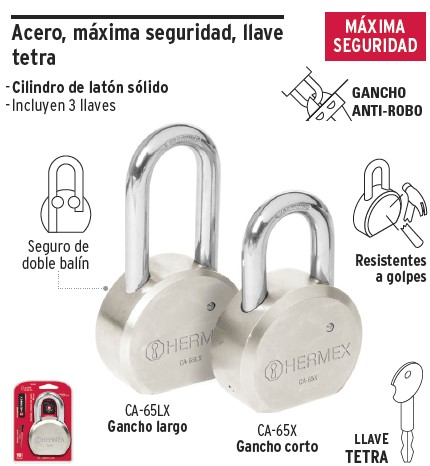 Acero, máxima seguridad, llave
tetra
MÁXIMA
SEGURIDAD
- Cilindro de latón sólido
- Incluyen 3 llaves
GANCHO
ANTI-ROBO
Seguro de
doble balín
Resistentes
a golpes
HERMEX
CA-65LX
HERMEX
CA-65X
CA-65LX
Gancho largo
CA-65X
Gancho corto
LLAVE
TETRA
HERMEX